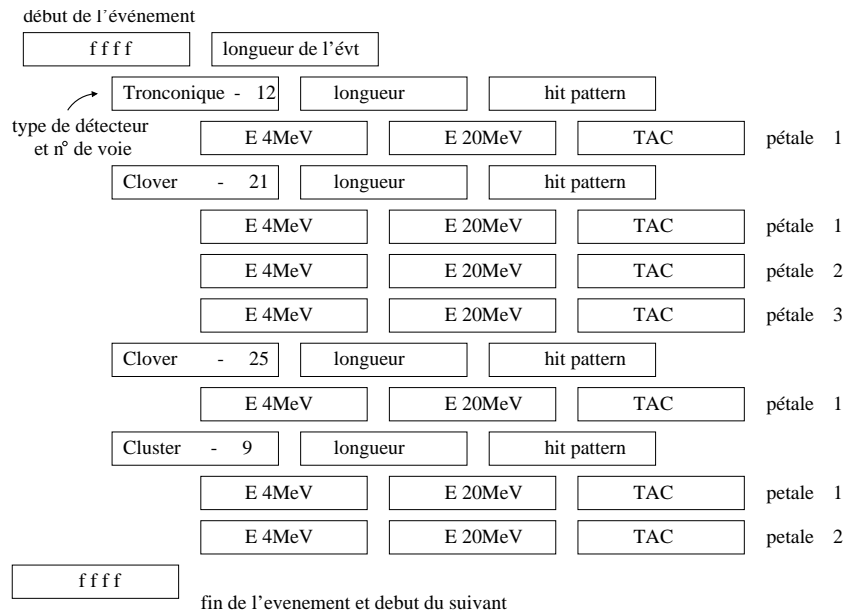 début de l'événement
f f f f longueur de l'évt
Tronconique - 12 longueur hit pattern
type de détecteur
et n° de voie
E 4MeV E 20MeV TAC pétale 1
Clover - 21 longueur hit pattern
E 4MeV E 20MeV TAC pétale 1
E 4MeV E 20MeV TAC pétale 2
E 4MeV E 20MeV TAC pétale 3
Clover - 25 longueur hit pattern
E 4MeV E 20MeV TAC pétale 1
Cluster - 9 longueur hit pattern
E 4MeV E 20MeV TAC petale 1
E 4MeV E 20MeV TAC petale 2
f f f f
fin de l'evenement et debut du suivant